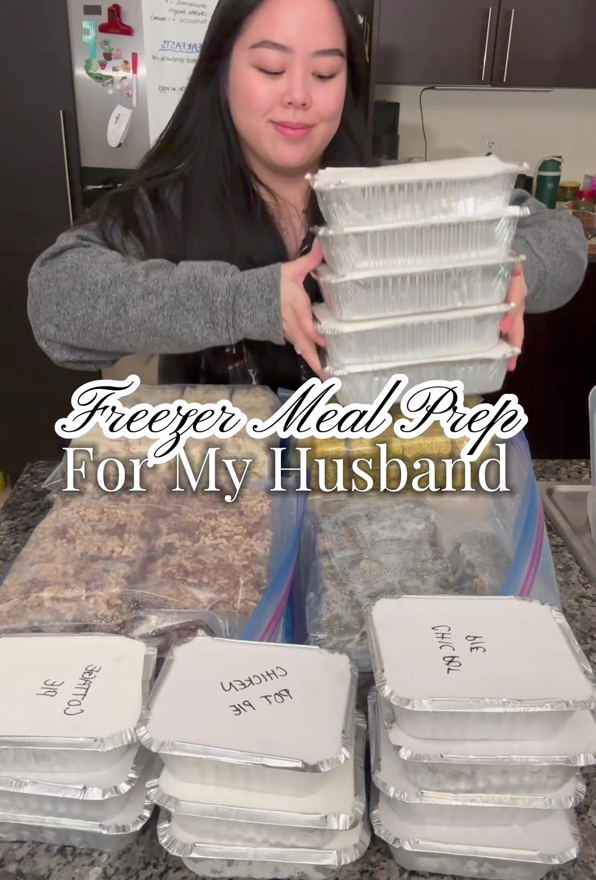 Freezer Meal Prep
For My Husband
COTTAGE
PIE
CHICKEN
POT PIE
CHIC POT
PIE